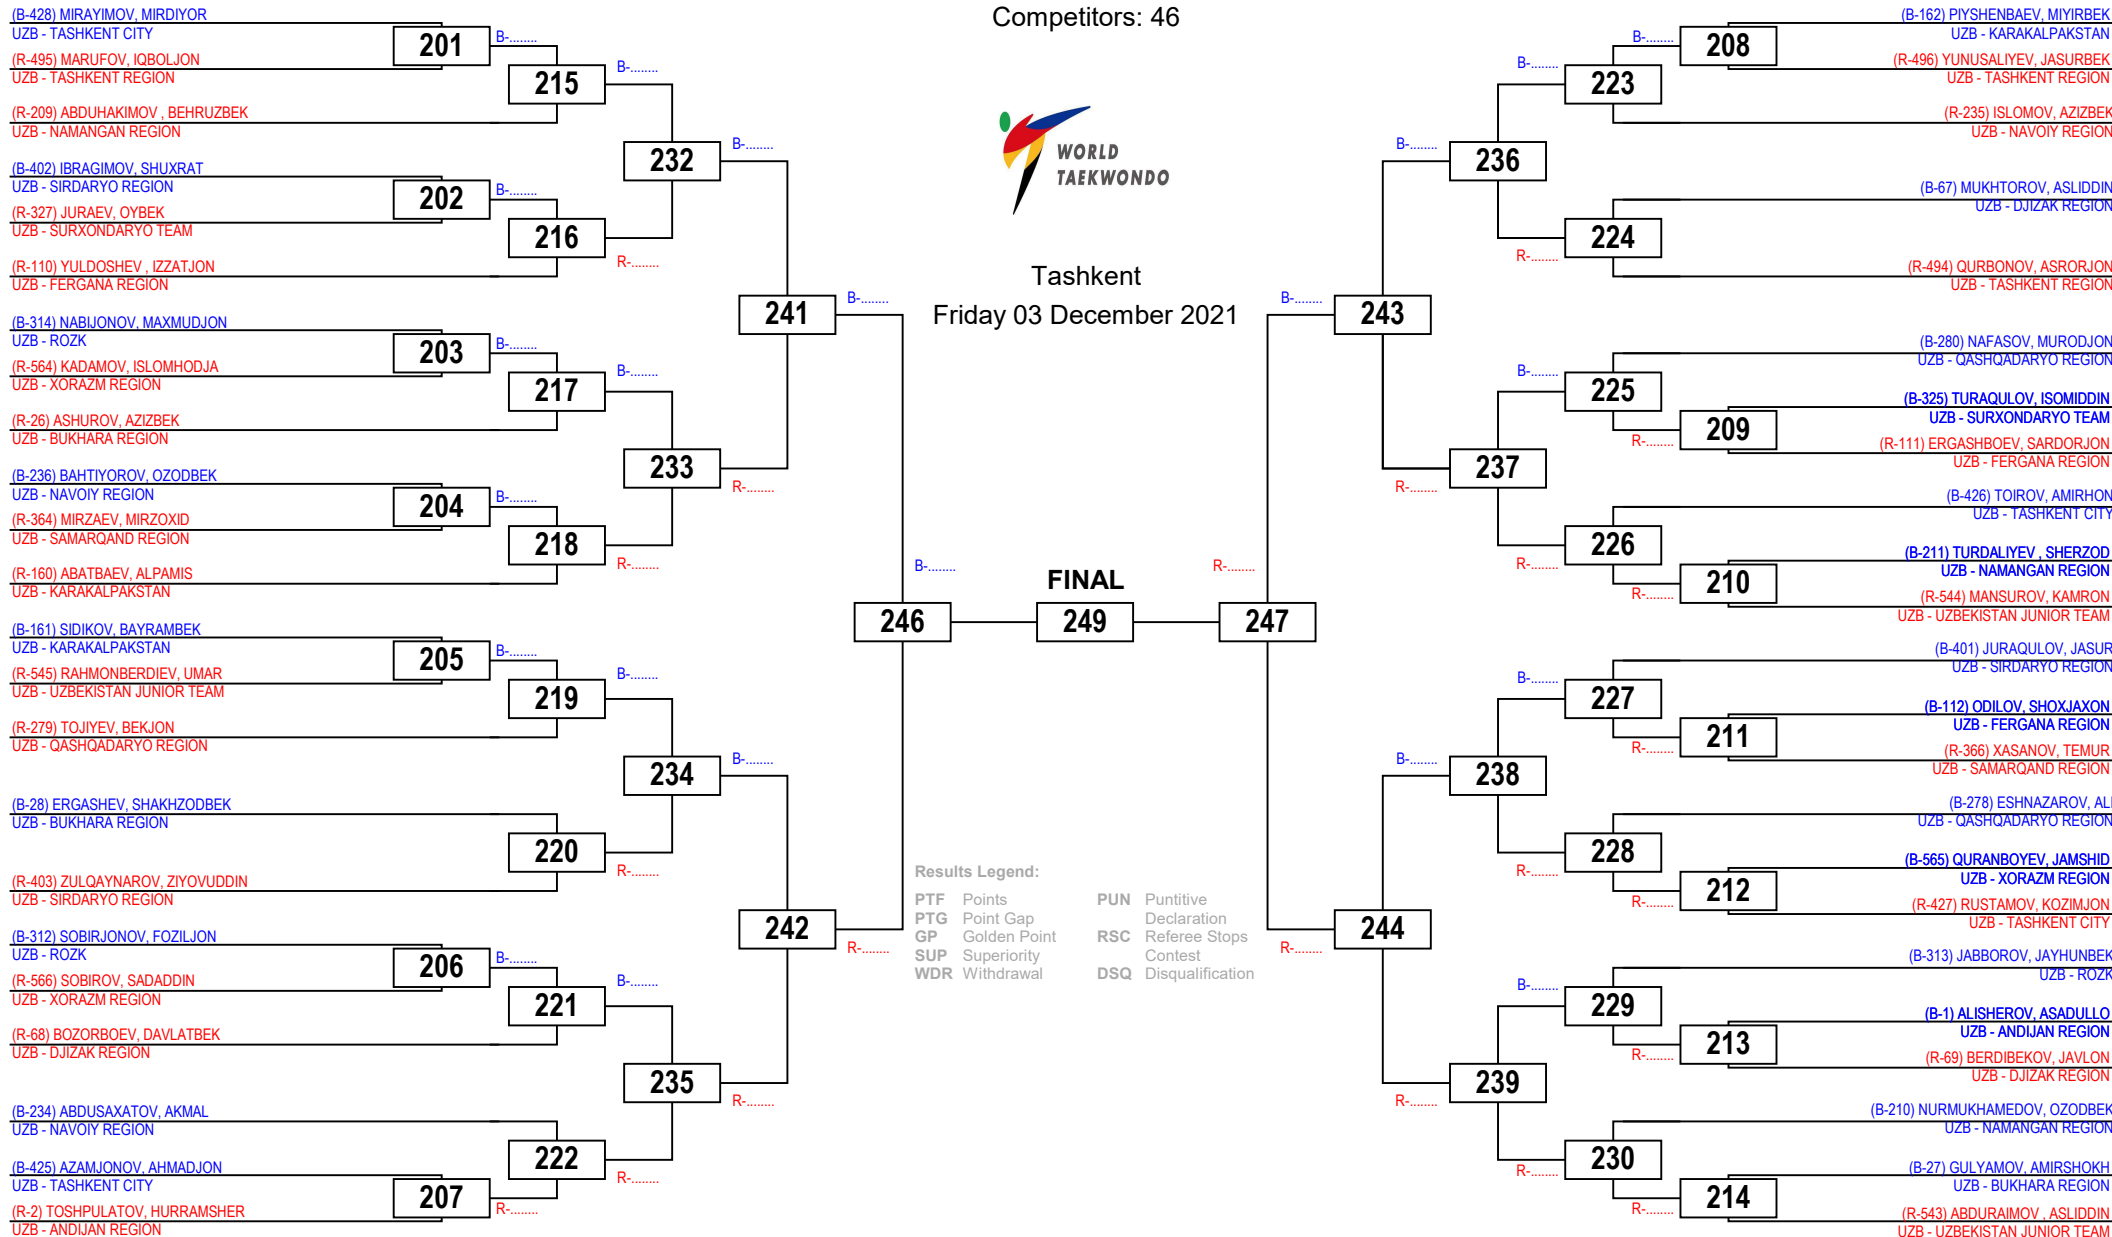 Competitors: 46
WORLD
TAEKWONDO
Tashkent
Friday 03 December 2021
(B-428) MIRAYIMOV, MIRDIYOR
UZB - TASHKENT CITY
201
B-........
(R-495) MARUFOV, IQBOLJON
UZB - TASHKENT REGION
215
B-........
(R-209) ABDUHAKIMOV , BEHRUZBEK
UZB - NAMANGAN REGION
232
B-........
(B-402) IBRAGIMOV, SHUXRAT
UZB - SIRDARYO REGION
202
B-........
(R-327) JURAEV, OYBEK
UZB - SURXONDARYO TEAM
216
R-........
(R-110) YULDOSHEV , IZZATJON
UZB - FERGANA REGION
241
B-........
(B-314) NABIJONOV, MAXMUDJON
UZB - ROZK
203
B-........
(R-564) KADAMOV, ISLOMHODJA
UZB - XORAZM REGION
217
B-........
(R-26) ASHUROV, AZIZBEK
UZB - BUKHARA REGION
233
R-........
(B-236) BAHTIYOROV, OZODBEK
UZB - NAVOIY REGION
204
B-........
(R-364) MIRZAEV, MIRZOXID
UZB - SAMARQAND REGION
218
R-........
(R-160) ABATBAEV, ALPAMIS
UZB - KARAKALPAKSTAN
246
B-........
(B-161) SIDIKOV, BAYRAMBEK
UZB - KARAKALPAKSTAN
205
B-........
(R-545) RAHMONBERDIEV, UMAR
UZB - UZBEKISTAN JUNIOR TEAM
219
B-........
(R-279) TOJIYEV, BEKJON
UZB - QASHQADARYO REGION
234
B-........
(B-28) ERGASHEV, SHAKHZODBEK
UZB - BUKHARA REGION
220
R-........
(R-403) ZULQAYNAROV, ZIYOVUDDIN
UZB - SIRDARYO REGION
242
R-........
(B-312) SOBIRJONOV, FOZILJON
UZB - ROZK
206
B-........
(R-566) SOBIROV, SADADDIN
UZB - XORAZM REGION
221
B-........
(R-68) BOZORBOEV, DAVLATBEK
UZB - DJIZAK REGION
235
R-........
(B-234) ABDUSAXATOV, AKMAL
UZB - NAVOIY REGION
222
R-........
(B-425) AZAMJONOV, AHMADJON
UZB - TASHKENT CITY
207
R-........
(R-2) TOSHPULATOV, HURRAMSHER
UZB - ANDIJAN REGION
FINAL
249
Results Legend:
PTF Points
PTG Point Gap
GP Golden Point
SUP Superiority
WDR Withdrawal
PUN Puntitive
Declaration
RSC Referee Stops
Contest
DSQ Disqualification
(B-162) PIYSHENBAEV, MIYIRBEK
UZB - KARAKALPAKSTAN
208
B-........
(R-496) YUNUSALIYEV, JASURBEK
UZB - TASHKENT REGION
223
B-........
(R-235) ISLOMOV, AZIZBEK
UZB - NAVOIY REGION
236
B-........
(B-67) MUKHTOROV, ASLIDDIN
UZB - DJIZAK REGION
224
R-........
(R-494) QURBONOV, ASRORJON
UZB - TASHKENT REGION
243
B-........
(B-280) NAFASOV, MURODJON
UZB - QASHQADARYO REGION
225
B-........
(B-325) TURAQULOV, ISOMIDDIN
UZB - SURXONDARYO TEAM
209
R-........
(R-111) ERGASHBOEV, SARDORJON
UZB - FERGANA REGION
237
R-........
(B-426) TOIROV, AMIRHON
UZB - TASHKENT CITY
226
R-........
(B-211) TURDALIYEV , SHERZOD
UZB - NAMANGAN REGION
210
R-........
(R-544) MANSUROV, KAMRON
UZB - UZBEKISTAN JUNIOR TEAM
247
R-........
(B-401) JURAQULOV, JASUR
UZB - SIRDARYO REGION
227
B-........
(B-112) ODILOV, SHOXJAXON
UZB - FERGANA REGION
211
R-........
(R-366) XASANOV, TEMUR
UZB - SAMARQAND REGION
238
B-........
(B-278) ESHNAZAROV, ALI
UZB - QASHQADARYO REGION
228
R-........
(B-565) QURANBOYEV, JAMSHID
UZB - XORAZM REGION
212
R-........
(R-427) RUSTAMOV, KOZIMJON
UZB - TASHKENT CITY
244
R-........
(B-313) JABBOROV, JAYHUNBEK
UZB - ROZK
229
B-........
(B-1) ALISHEROV, ASADULLO
UZB - ANDIJAN REGION
213
R-........
(R-69) BERDIBEKOV, JAVLON
UZB - DJIZAK REGION
239
R-........
(B-210) NURMUKHAMEDOV, OZODBEK
UZB - NAMANGAN REGION
230
R-........
(B-27) GULYAMOV, AMIRSHOKH
UZB - BUKHARA REGION
214
R-........
(R-543) ABDURAIMOV , ASLIDDIN
UZB - UZBEKISTAN JUNIOR TEAM